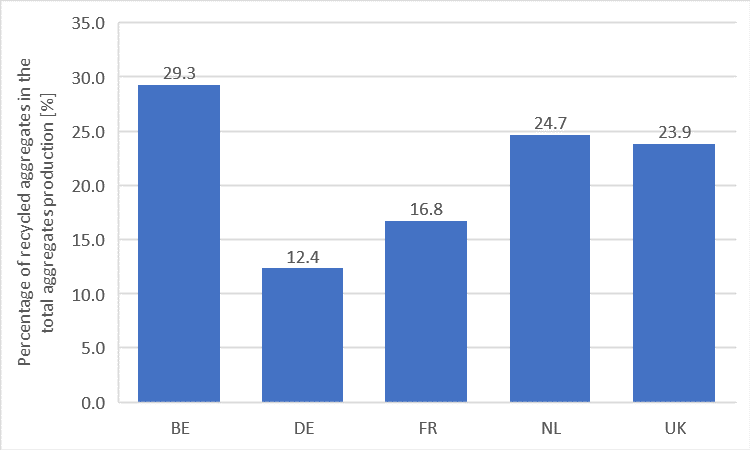 Percentage of recycled aggregates in the
total aggregates production [%]
35.0
30.0
25.0
20.0
15.0
10.0
5.0
0.0
29.3
12.4
16.8
24.7
23.9
BE
DE
FR
NL
UK